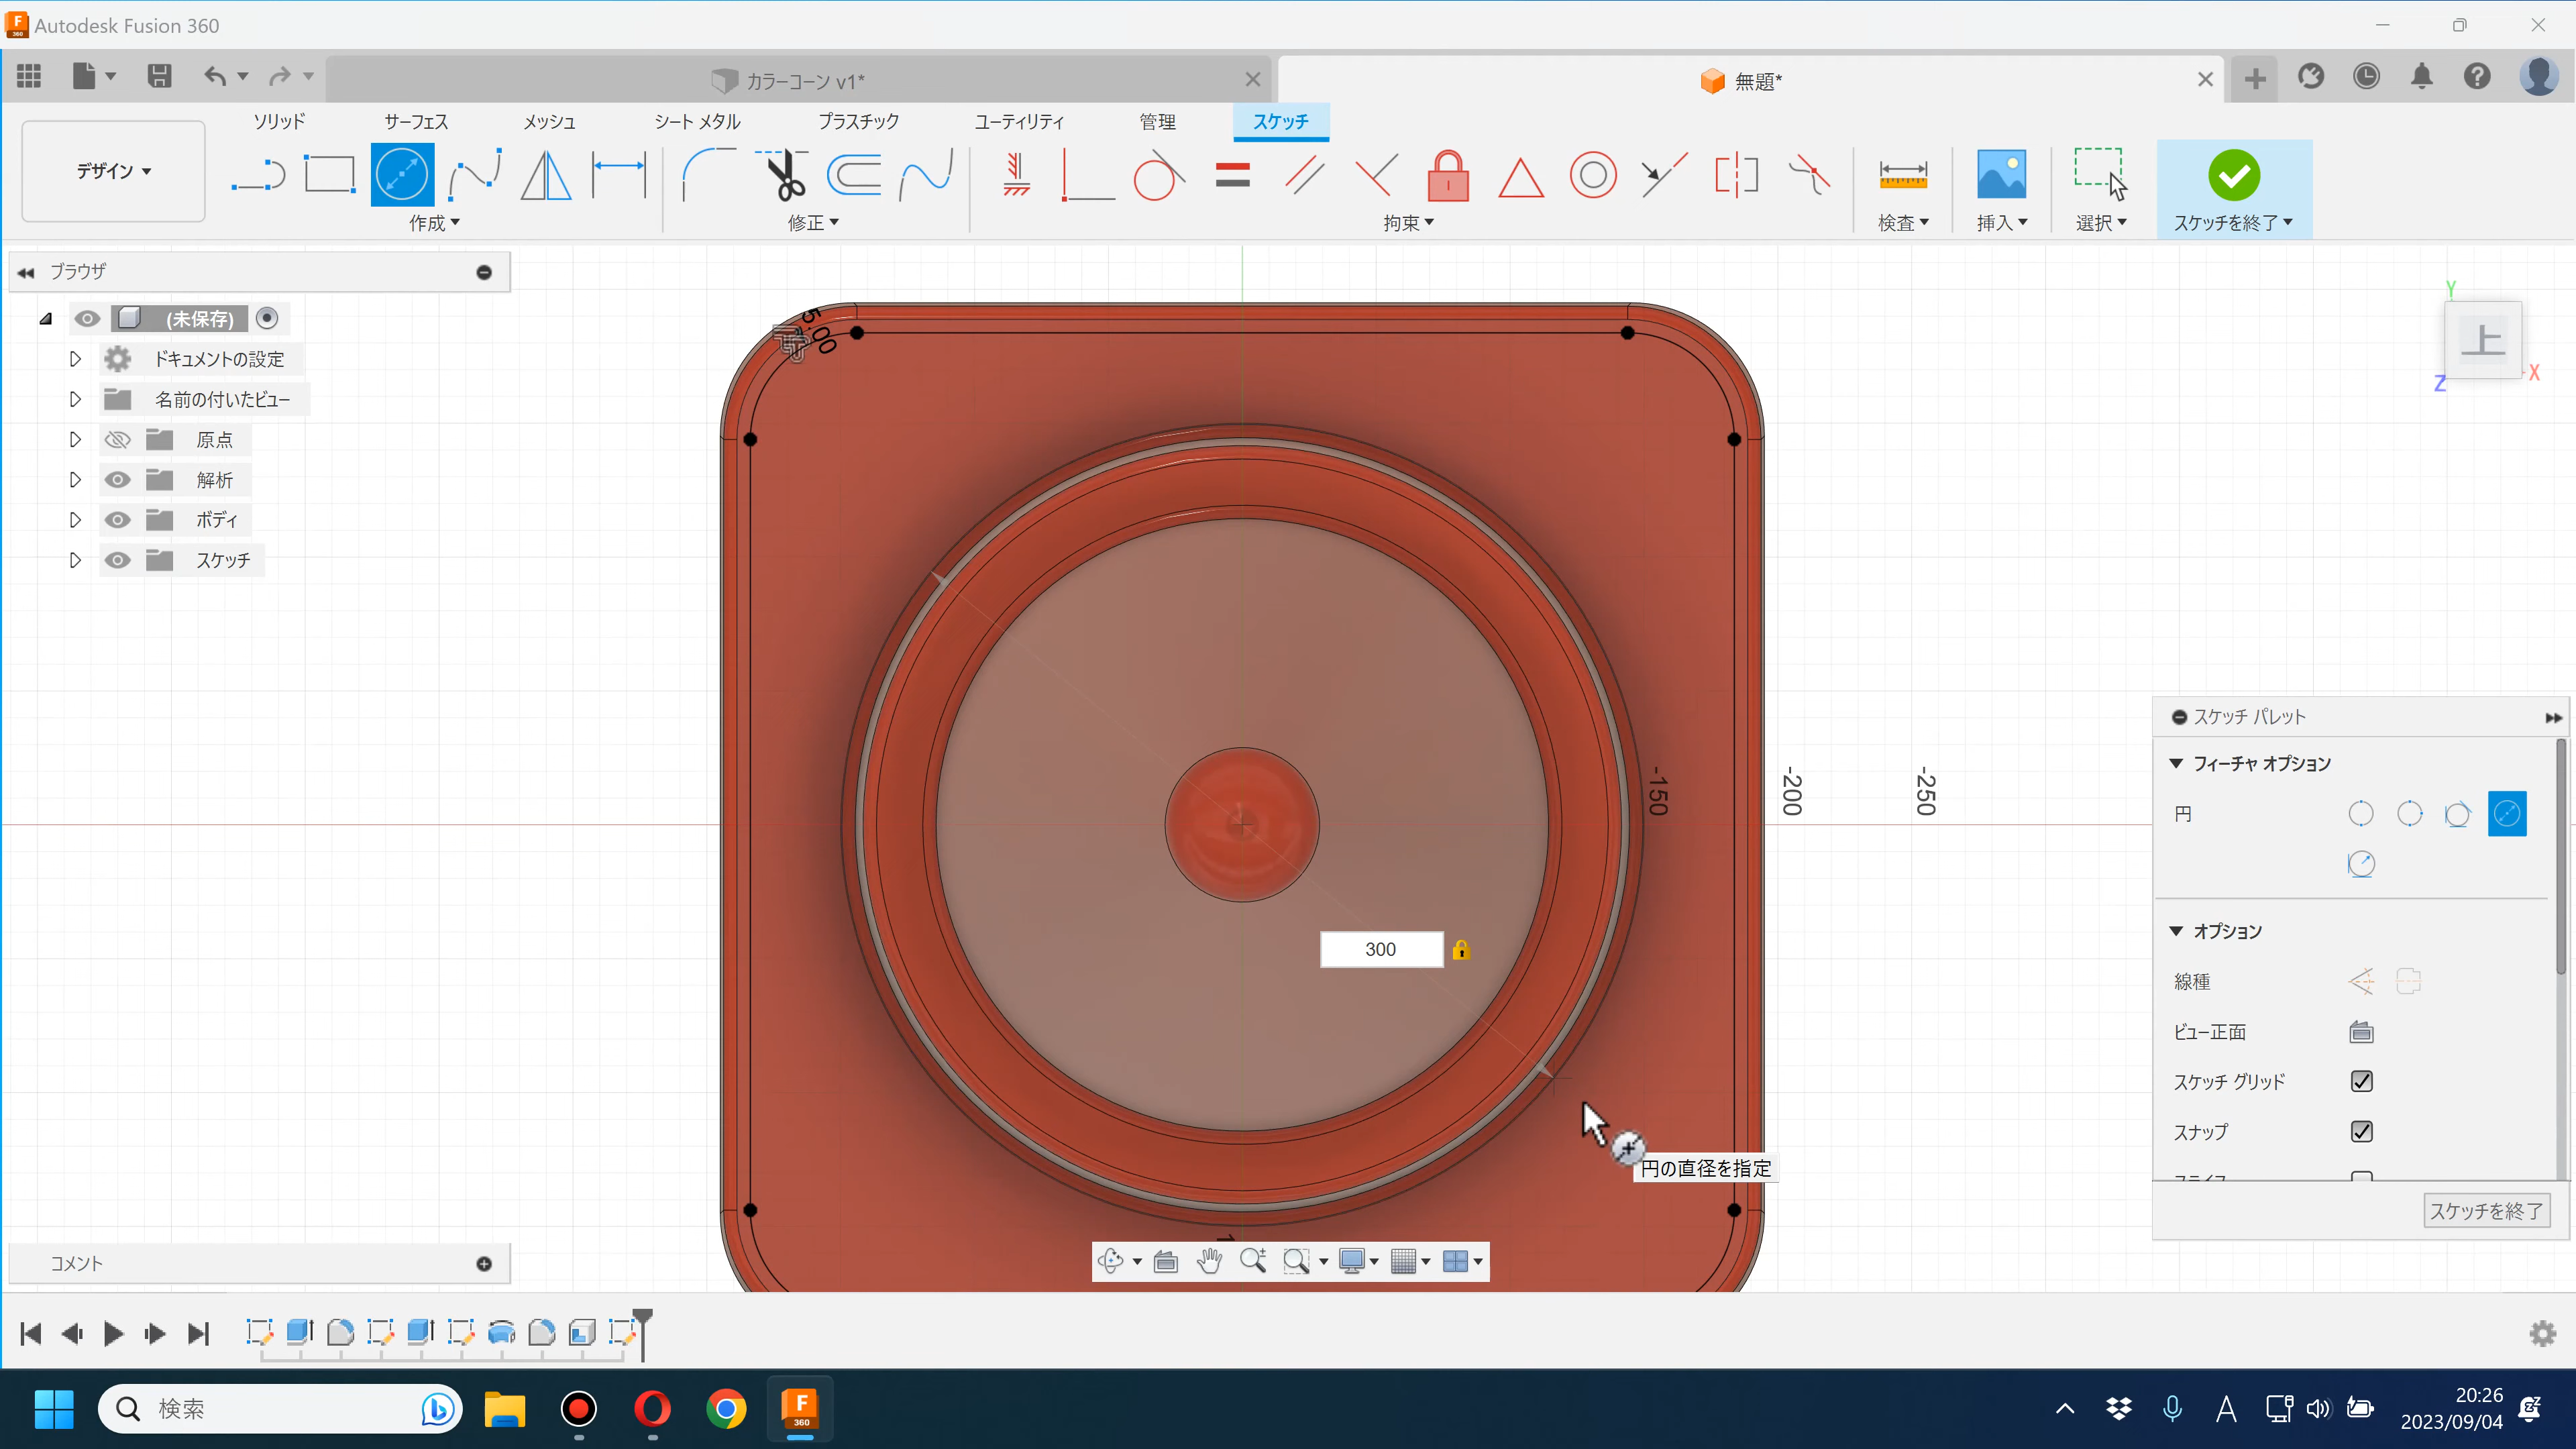 Autodesk Fusion 360
カラーコーン v1*
無題*
ソリッド
サーフェス
メッシュ
シート メタル
プラスチック
ユーティリティ
管理
スケッチ
デザイン
作成
修正
拘束
検査
挿入
選択
スケッチを終了
ブラウザ
(未保存)
ドキュメントの設定
名前の付いたビュー
原点
解析
ボディ
スケッチ
5.00
Y
上
Z
X
-150
-200
-250
300
円の直径を指定
スケッチ パレット
フィーチャ オプション
円
オプション
線種
ビュー正面
スケッチ グリッド
スナップ
スケッチを終了
コメント
検索
F
360
A
20:26
2023/09/04